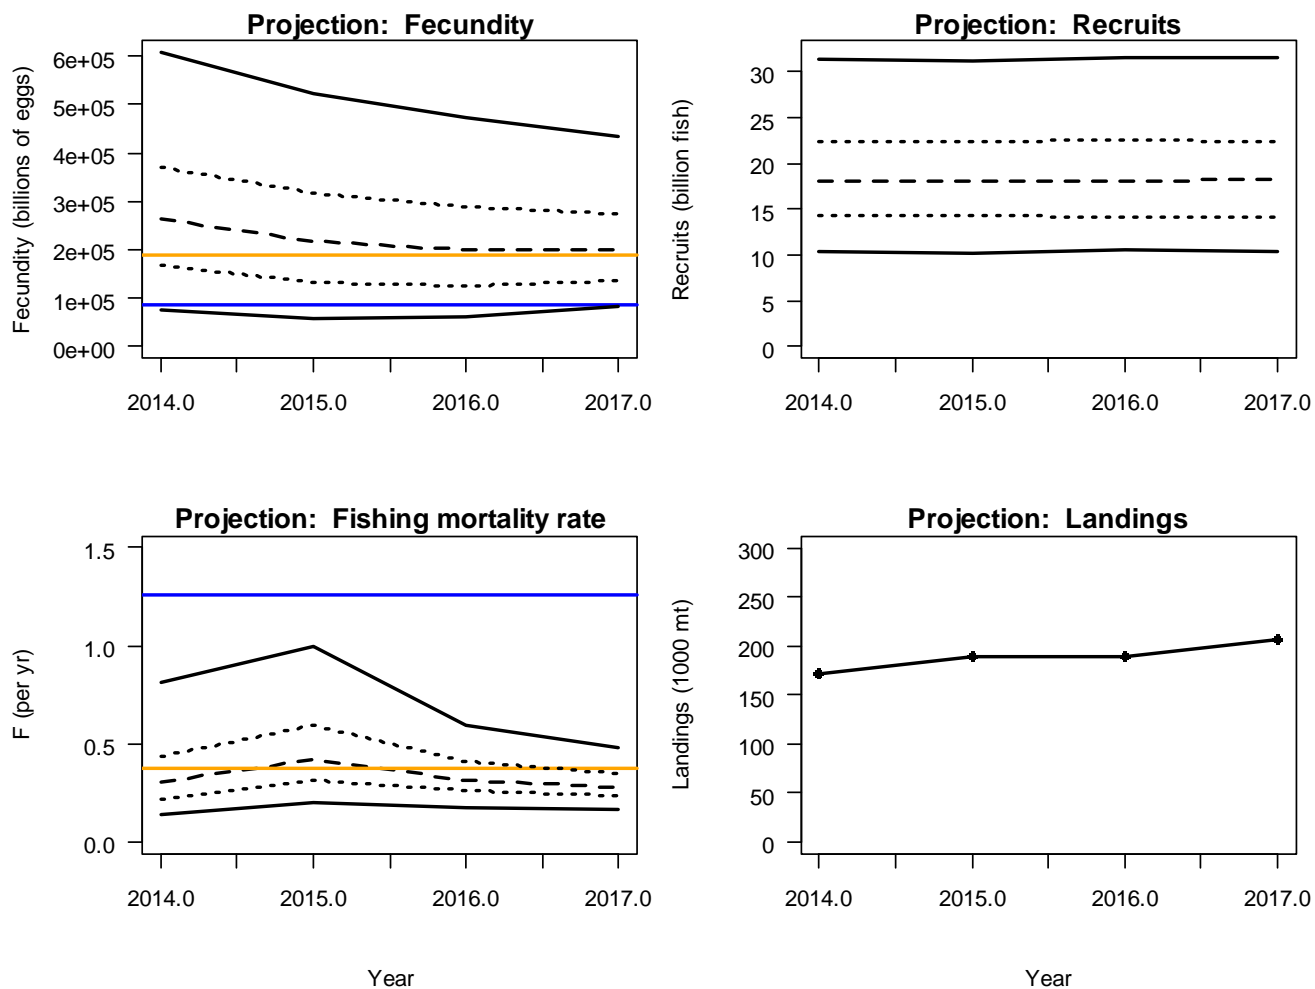 Projection: Fecundity
Fecundity (billions of eggs)
6e+05
5e+05
4e+05
3e+05
2e+05
1e+05
0e+00
2014.0 2015.0 2016.0 2017.0
Projection: Recruits
Recruits (billion fish)
30
25
20
15
10
5
0
2014.0 2015.0 2016.0 2017.0
Projection: Fishing mortality rate
F (per yr)
1.5
1.0
0.5
0.0
2014.0 2015.0 2016.0 2017.0
Year
Projection: Landings
Landings (1000 mt)
300
250
200
150
100
50
0
2014.0 2015.0 2016.0 2017.0
Year